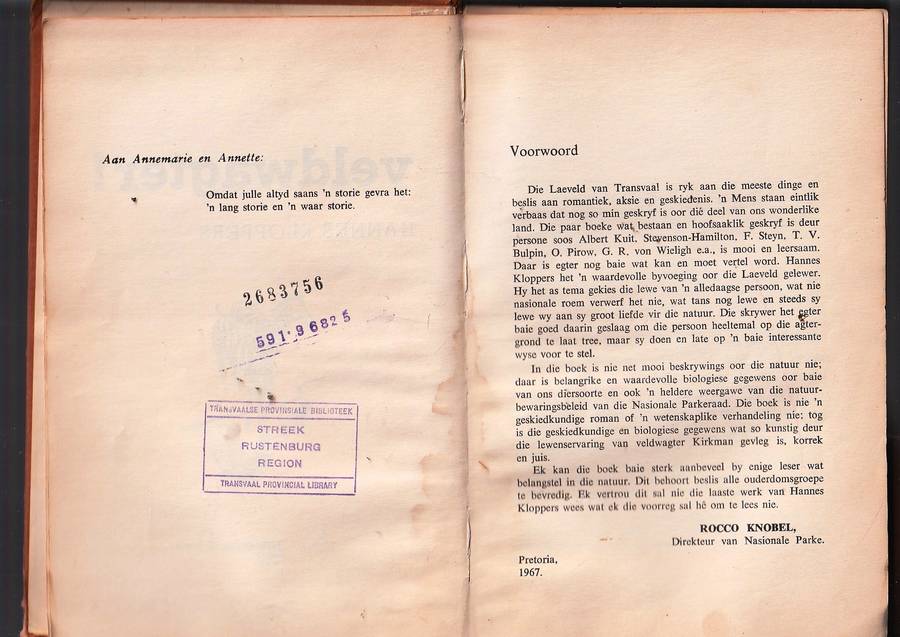 Aan Annemarie en Annette:
Omdat julle altyd saans 'n storie gevra het:
'n lang storie en 'n waar storie.
2683756
591·96825
TRANSVAALSE PROVINSIALE BIBLIOTEEK
STREEK
RUSTENBURG
REGION
TRANSVAAL PROVINCIAL LIBRARY
Voorwoord
Die Laeveld van Transvaal is ryk aan die meeste dinge en
beslis aan romantiek, aksie en geskiedenis. 'n Mens staan eintlik
verbaas dat nog so min geskryf is oor dié deel van ons wonderlike
land. Die paar boeke wat bestaan en hoofsaaklik geskryf is deur
persone soos Albert Kuit, Stevenson-Hamilton, F. Steyn, T. V.
Bulpin, O. Pirow, G. R. von Wieligh e.a., is mooi en leersaam.
Daar is egter nog baie wat kan en moet vertel word. Hannes
Kloppers het 'n waardevolle byvoeging oor die Laeveld gelewer.
Hy het as tema gekies die lewe van 'n alledaagse persoon, wat nie
nasionale roem verwerf het nie, wat tans nog lewe en steeds sy
lewe wy aan sy groot liefde vir die natuur. Die skrywer het egter
baie goed daarin geslaag om die persoon heeltemal op die agter-
grond te laat tree, maar sy doen en late op 'n baie interessante
wyse voor te stel.
In die boek is nie net mooi beskrywings oor die natuur nie;
daar is belangrike en waardevolle biologiese gegewens oor baie
van ons diersoorte en ook 'n heldere weergawe van die natuur-
bewaringsbeleid van die Nasionale Parkeraad. Die boek is nie 'n
geskiedkundige roman of 'n wetenskaplike verhandeling nie; tog
is die geskiedkundige en biologiese gegewens wat so kunstig deur
die lewenservaring van veldwagter Kirkman gevleg is, korrek
en juis.
Ek kan die boek baie sterk aanbeveel by enige leser wat
belangstel in die natuur. Dit behoort beslis alle ouderdomsgroepe
te bevredig. Ek vertrou dit sal nie die laaste werk van Hannes
Kloppers wees wat ek die voorreg sal hê om te lees nie.
ROCCO KNOBEL,
Direkteur van Nasionale Parke.
Pretoria,
1967.